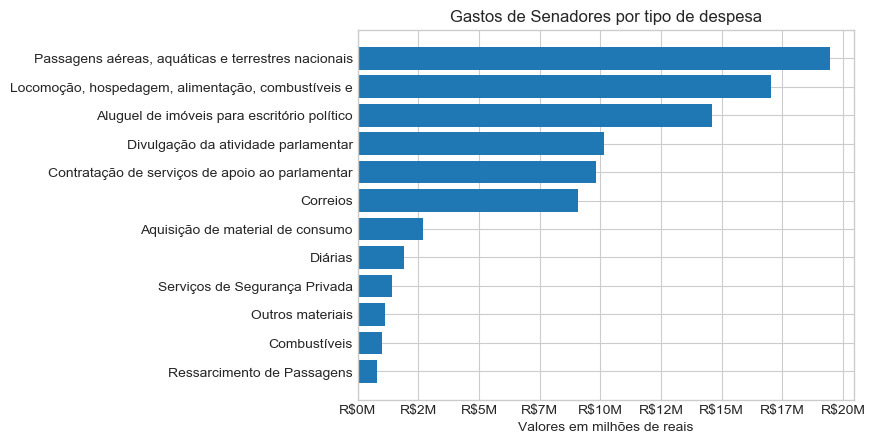 Gastos de Senadores por tipo de despesa
Passagens aéreas, aquáticas e terrestres nacionais
Locomoção, hospedagem, alimentação, combustíveis e
Aluguel de imóveis para escritório político
Divulgação da atividade parlamentar
Contratação de serviços de apoio ao parlamentar
Correios
Aquisição de material de consumo
Diárias
Serviços de Segurança Privada
Outros materiais
Combustíveis
Ressarcimento de Passagens
R$0M R$2M R$5M R$7M R$10M R$12M R$15M R$17M R$20M
Valores em milhões de reais